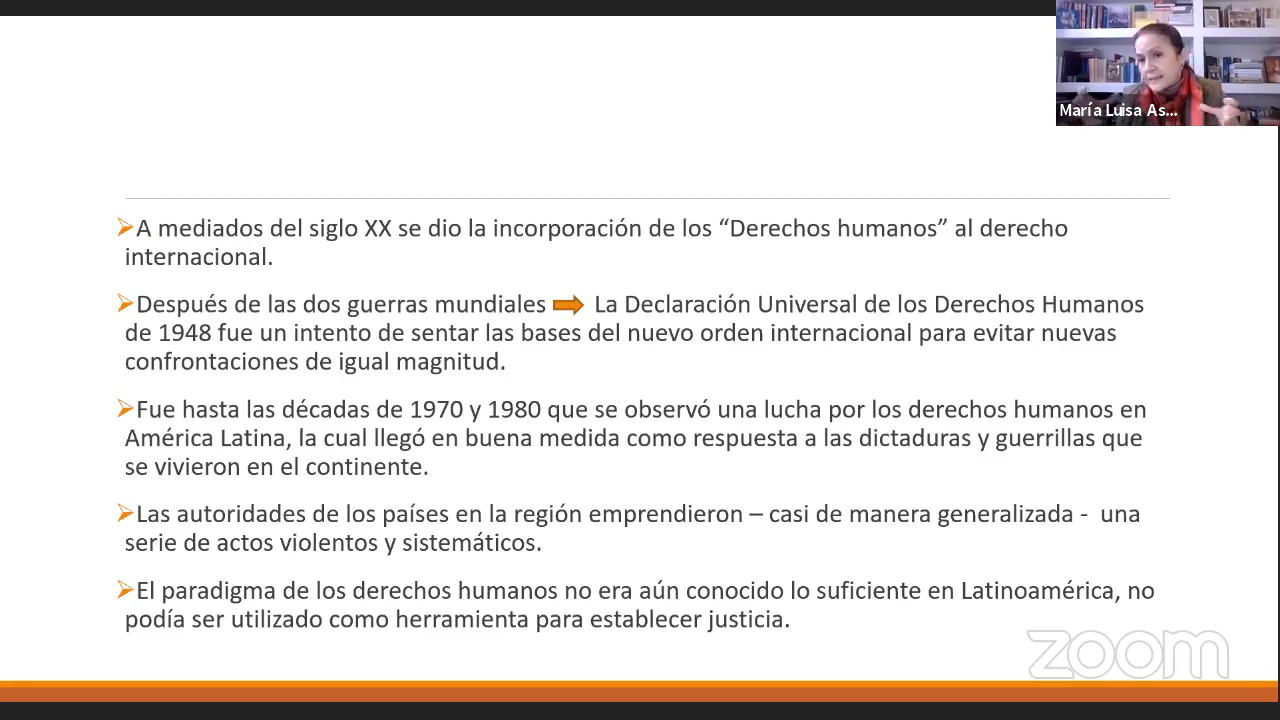 María Luisa As...
➢A mediados del siglo XX se dio la incorporación de los “Derechos humanos” al derecho
internacional.
➢Después de las dos guerras mundiales ➡ La Declaración Universal de los Derechos Humanos
de 1948 fue un intento de sentar las bases del nuevo orden internacional para evitar nuevas
confrontaciones de igual magnitud.
➢Fue hasta las décadas de 1970 y 1980 que se observó una lucha por los derechos humanos en
América Latina, la cual llegó en buena medida como respuesta a las dictaduras y guerrillas que
se vivieron en el continente.
➢Las autoridades de los países en la región emprendieron – casi de manera generalizada -  una
serie de actos violentos y sistemáticos.
➢El paradigma de los derechos humanos no era aún conocido lo suficiente en Latinoamérica, no
podía ser utilizado como herramienta para establecer justicia.
zoom